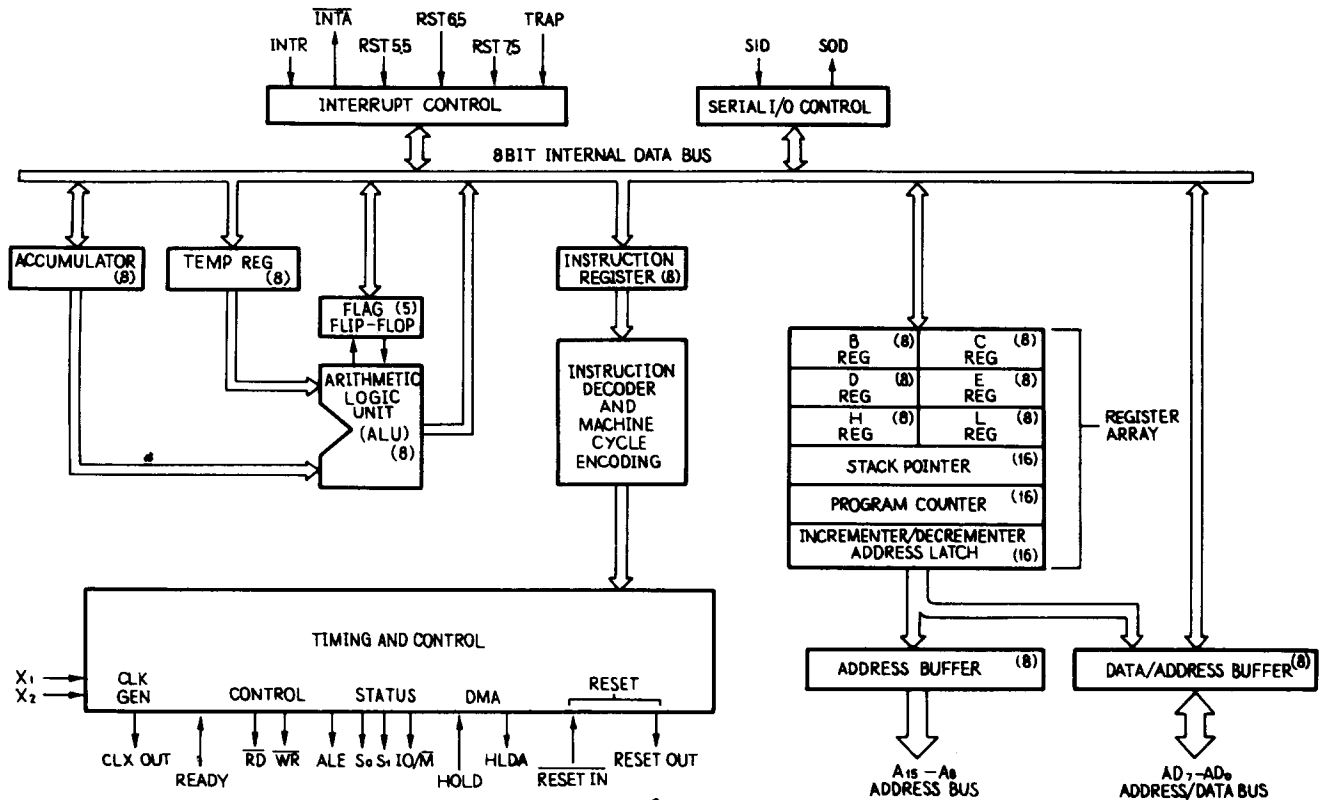 INTR
INTA
RST 5,5
RST 6,5
RST 7,5
TRAP
INTERRUPT CONTROL
SID
SOD
SERIAL I/O CONTROL
8 BIT INTERNAL DATA BUS
ACCUMULATOR
(8)
TEMP REG
(8)
FLAG (5)
FLIP-FLOP
ARITHMETIC
LOGIC
UNIT
(ALU)
(8)
INSTRUCTION
REGISTER (8)
INSTRUCTION
DECODER
AND
MACHINE
CYCLE
ENCODING
B (8)
REG
C (8)
REG
D (8)
REG
E (8)
REG
H (8)
REG
L (8)
REG
STACK POINTER (16)
PROGRAM COUNTER (16)
INCREMENTER/DECREMENTER
ADDRESS LATCH (16)
REGISTER
ARRAY
TIMING AND CONTROL
X1
X2
CLK
GEN
CONTROL
STATUS
DMA
RESET
CLX OUT
READY
RD
WR
ALE
S0
S1
IO/M
HOLD
HLDA
RESET IN
RESET OUT
ADDRESS BUFFER (8)
DATA/ADDRESS BUFFER (8)
A15 - A8
ADDRESS BUS
AD7 - AD0
ADDRESS/DATA BUS